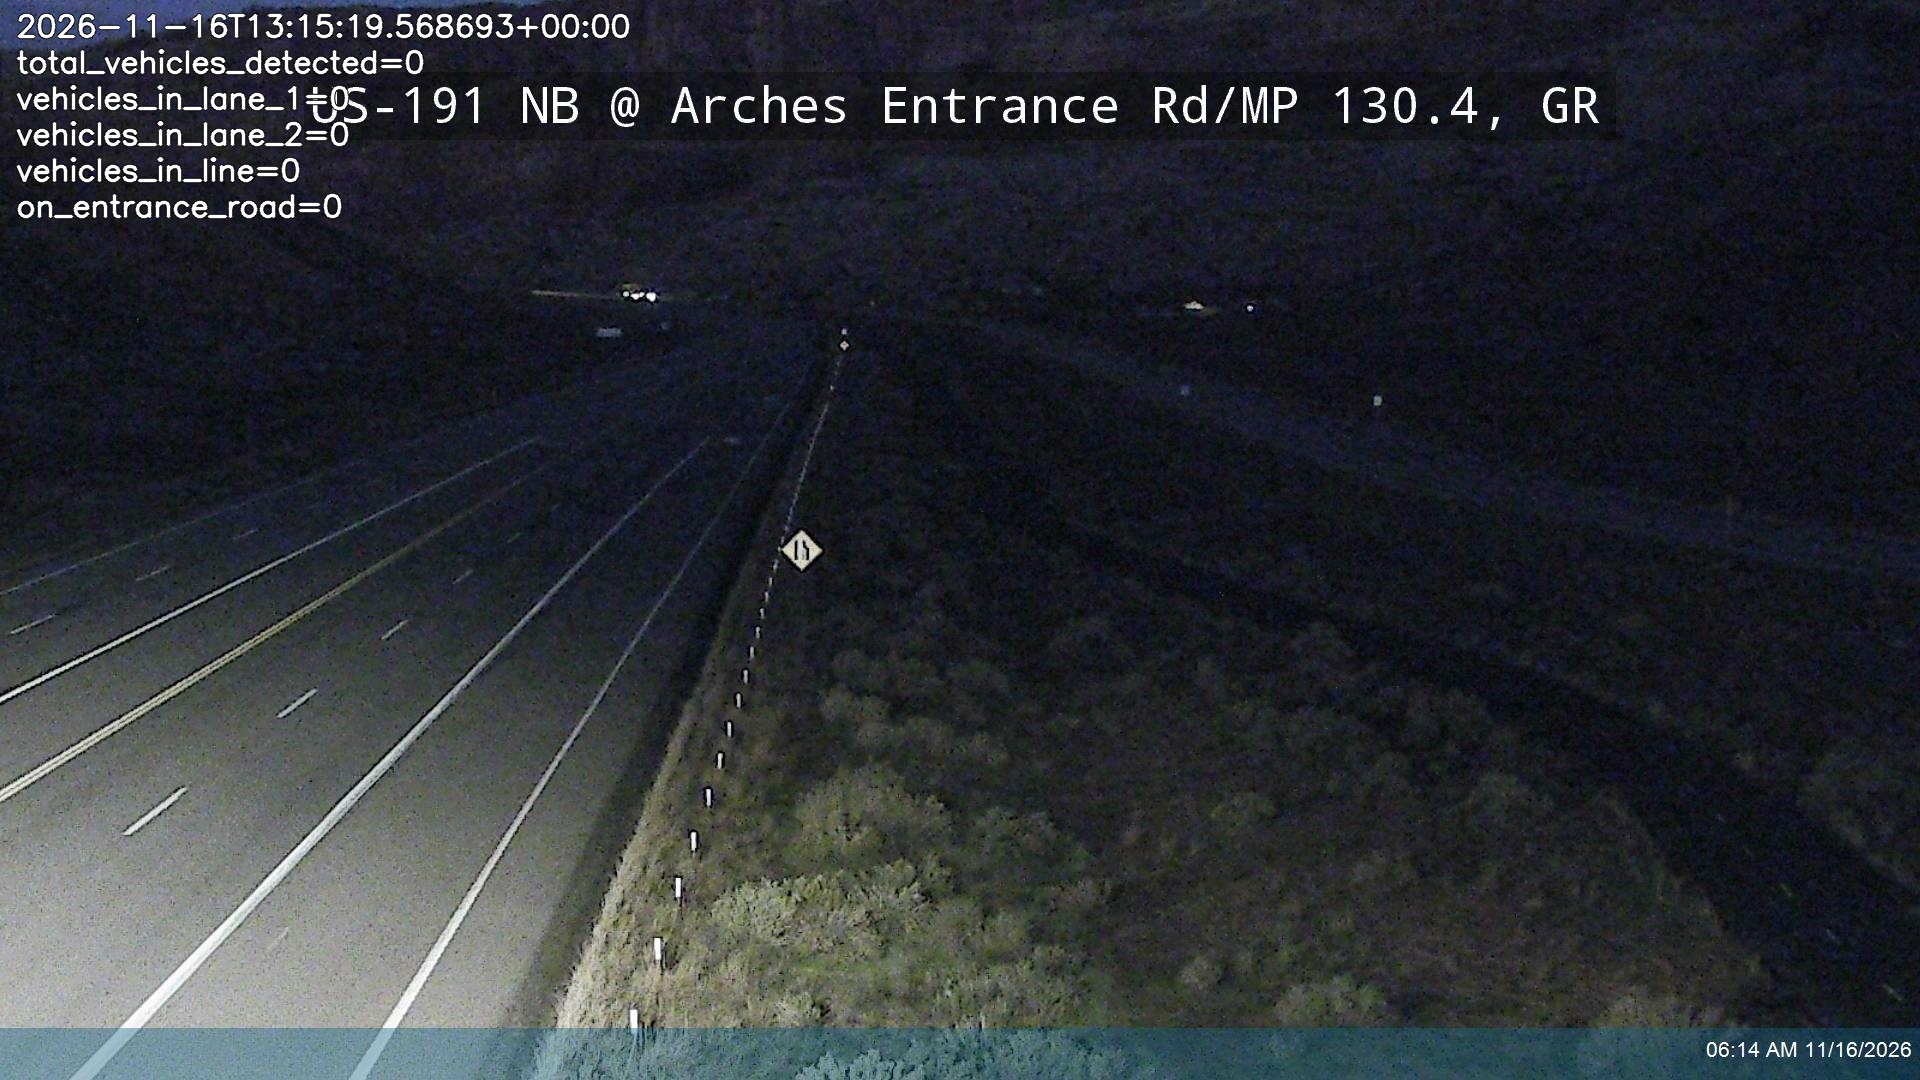 2026-11-16T13:15:19.568693+00:00
total_vehicles_detected=0
vehicles_in_lane_1=0
US-191 NB @ Arches Entrance Rd/MP 130.4, GR
vehicles_in_lane_2=0
vehicles_in_line=0
on_entrance_road=0
06:14 AM 11/16/2026